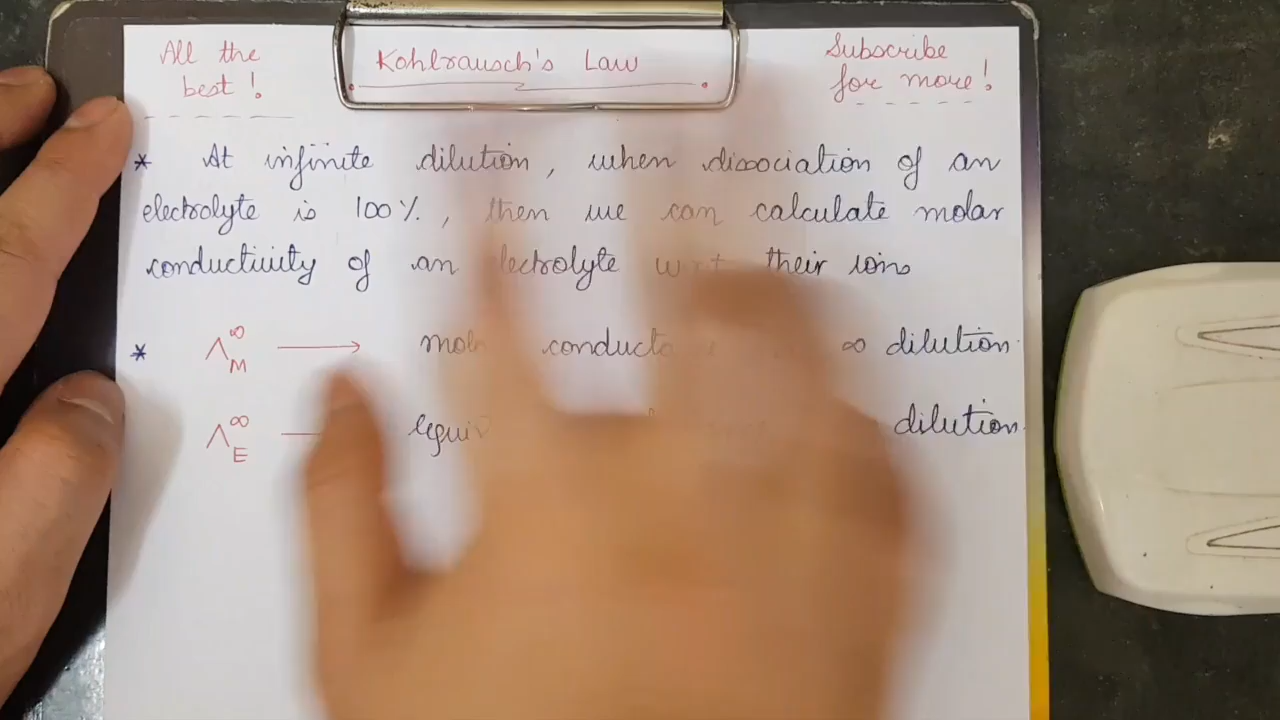 All the
best !
Kohlrausch's Law
Subscribe
for more!
* At infinite dilution, when dissociation of an
electrolyte is 100%, then we can calculate molar
conductivity of an electrolyte w.r.t their ions
* Λ∞M → ∞ dilution
Λ∞E dilution